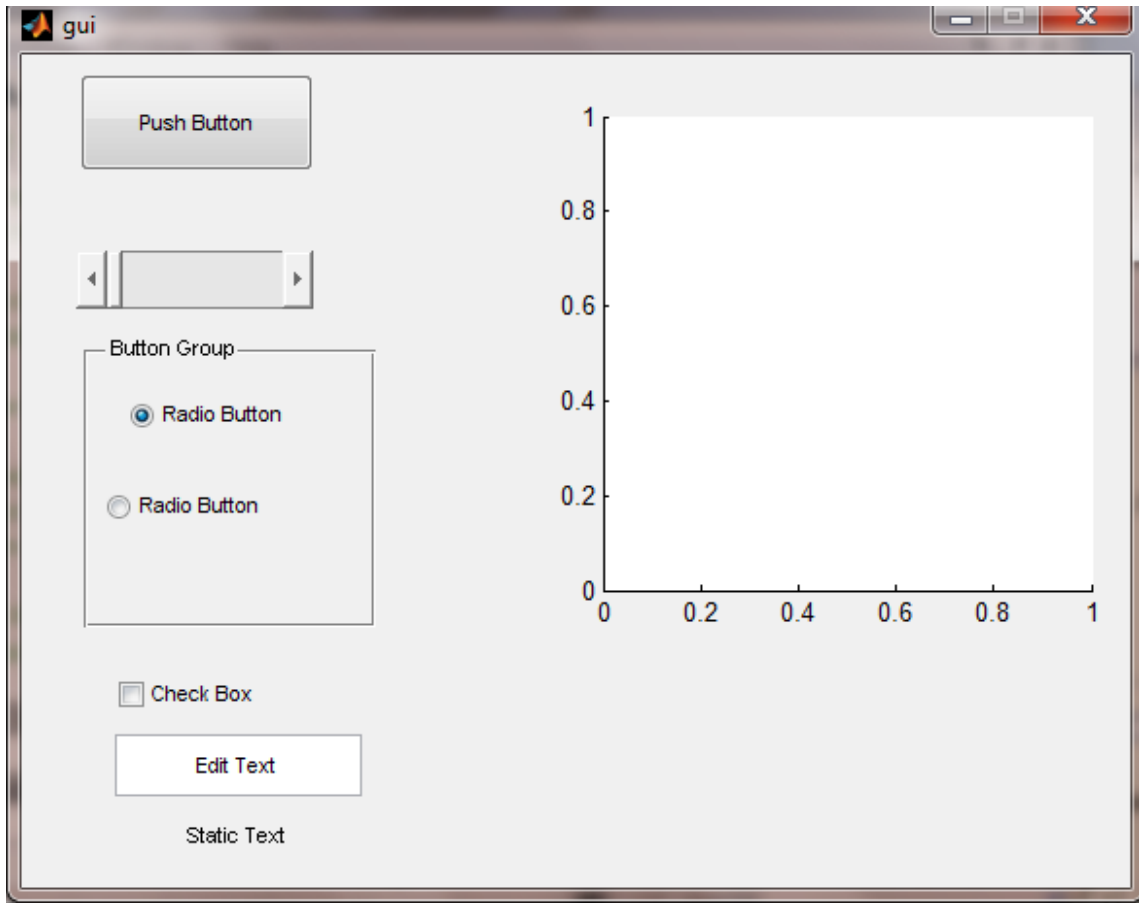 gui
Push Button
Button Group
Radio Button
Radio Button
Check Box
Edit Text
Static Text
1
0.8
0.6
0.4
0.2
0
0 0.2 0.4 0.6 0.8 1